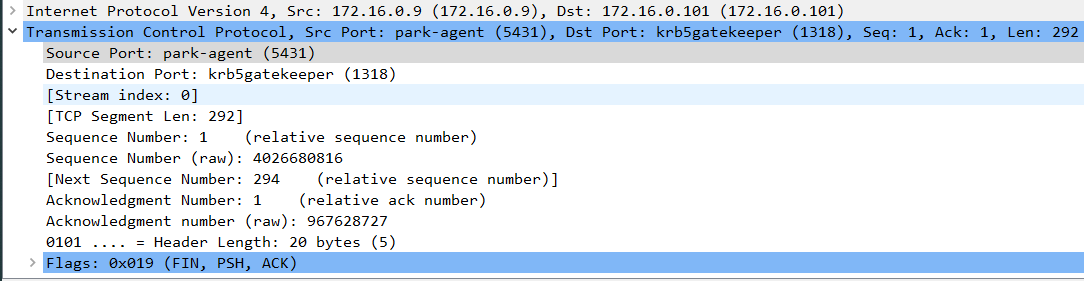 Internet Protocol Version 4, Src: 172.16.0.9 (172.16.0.9), Dst: 172.16.0.101 (172.16.0.101)
Transmission Control Protocol, Src Port: park-agent (5431), Dst Port: krb5gatekeeper (1318), Seq: 1, Ack: 1, Len: 292
Source Port: park-agent (5431)
Destination Port: krb5gatekeeper (1318)
[Stream index: 0]
[TCP Segment Len: 292]
Sequence Number: 1    (relative sequence number)
Sequence Number (raw): 4026680816
[Next Sequence Number: 294    (relative sequence number)]
Acknowledgment Number: 1    (relative ack number)
Acknowledgment number (raw): 967628727
0101 .... = Header Length: 20 bytes (5)
Flags: 0x019 (FIN, PSH, ACK)